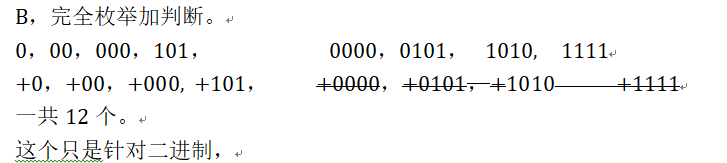 B，完全枚举加判断。
0，00，000，101， 0000，0101， 1010, 1111
+0，+00，+000, +101， +0000，+0101，+1010 +1111
一共 12 个。
这个只是针对二进制，